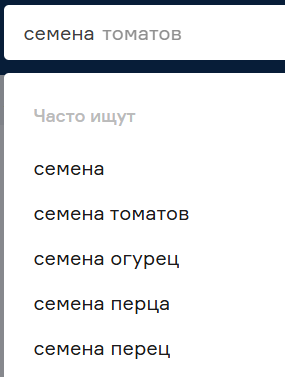 семена томатов
Часто ищут
семена
семена томатов
семена огурец
семена перца
семена перец